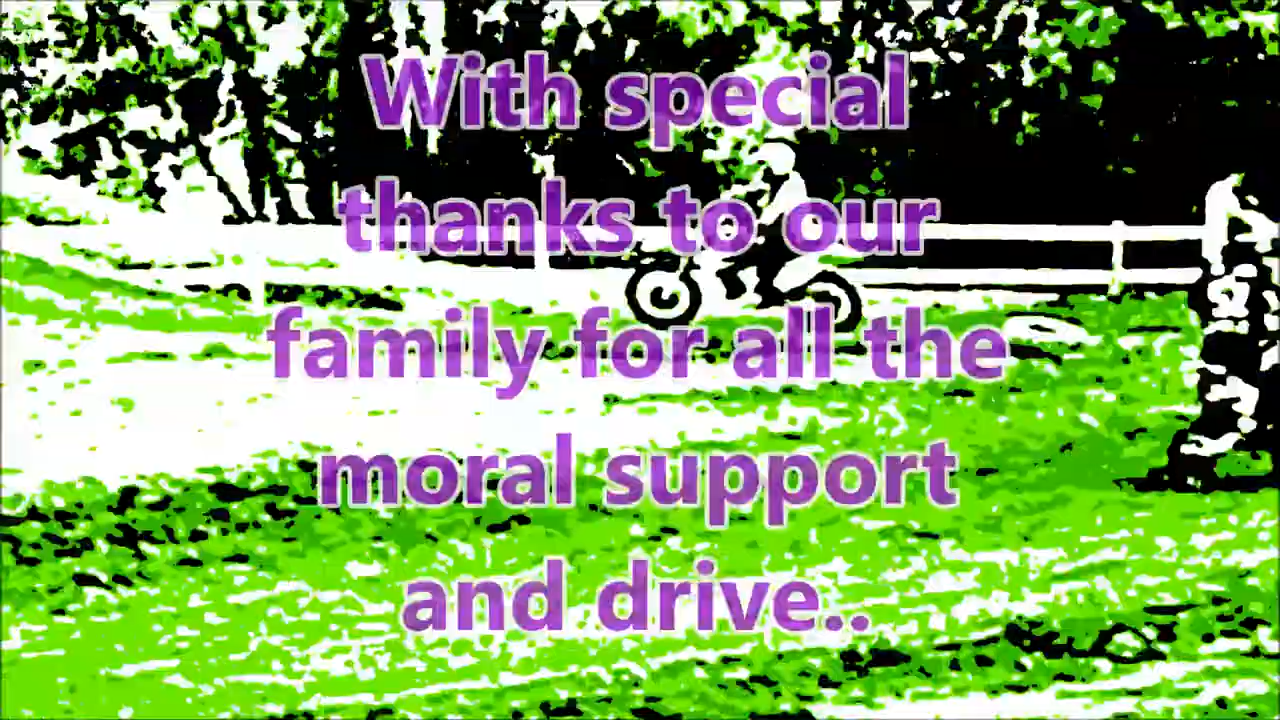 With special
thanks to our
family for all the
moral support
and drive..